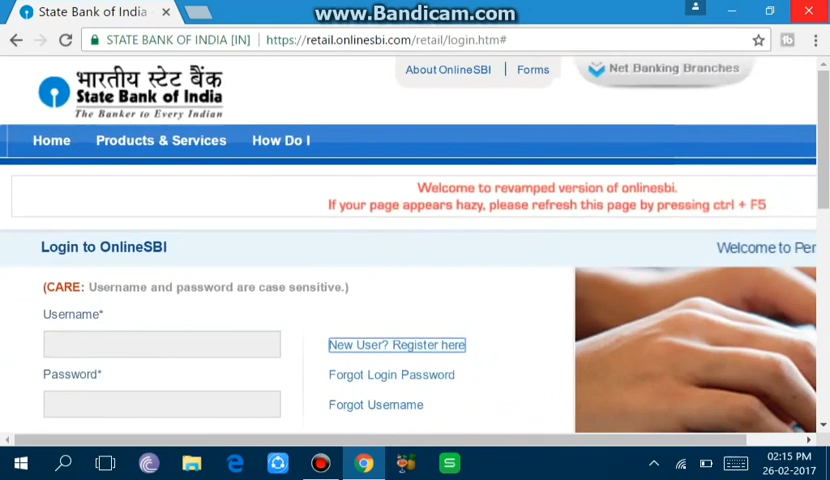 www.Bandicam.com
State Bank of India
STATE BANK OF INDIA [IN] https://retail.onlinesbi.com/retail/login.htm#
भारतीय स्टेट बैंक
State Bank of India
The Banker to Every Indian
About OnlineSBI Forms Net Banking Branches
Home Products & Services How Do I
Welcome to revamped version of onlinesbi.
If your page appears hazy, please refresh this page by pressing ctrl + F5
Login to OnlineSBI Welcome to Per
(CARE: Username and password are case sensitive.)
Username*
New User? Register here
Password*
Forgot Login Password
Forgot Username
02:15 PM
26-02-2017